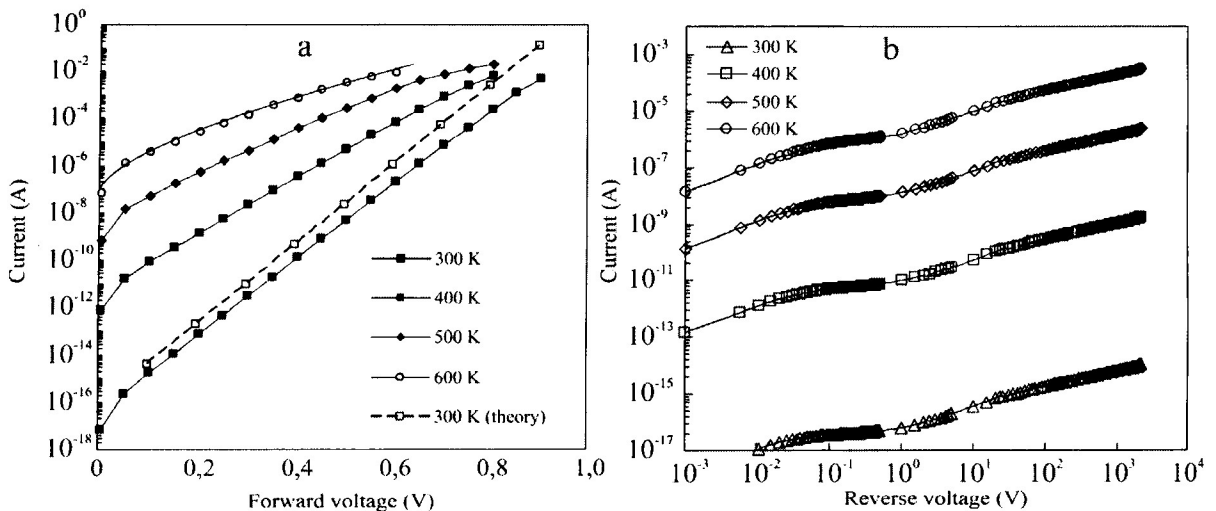 a
10^0
10^-2
10^-4
10^-6
10^-8
10^-10
10^-12
10^-14
10^-16
10^-18
Current (A)
0
0,2
0,4
0,6
0,8
1,0
Forward voltage (V)
300 K
400 K
500 K
600 K
300 K (theory)
b
10^-3
10^-5
10^-7
10^-9
10^-11
10^-13
10^-15
10^-17
Current (A)
300 K
400 K
500 K
600 K
10^-3
10^-2
10^-1
10^0
10^1
10^2
10^3
10^4
Reverse voltage (V)